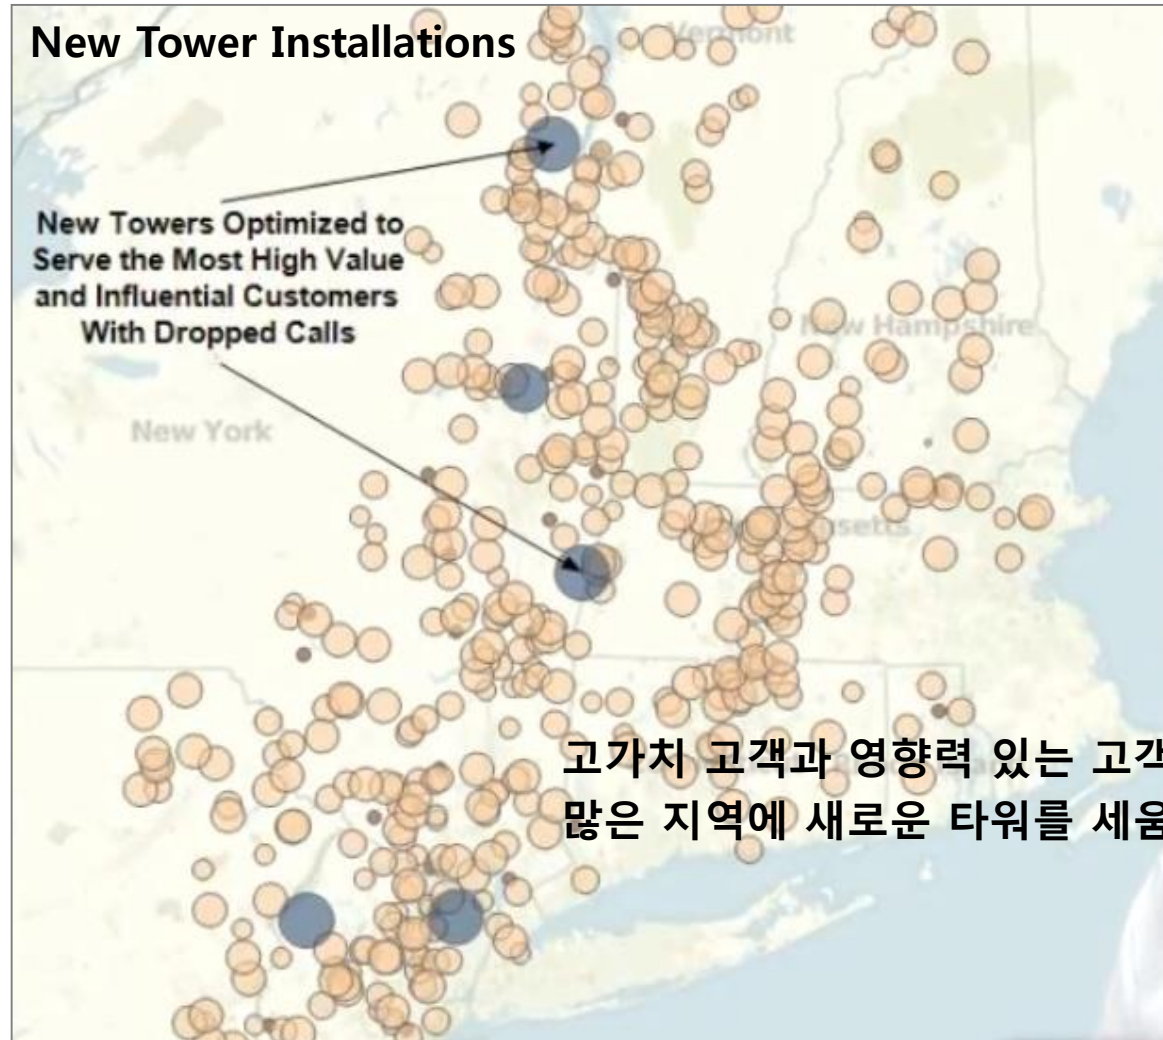 New Tower Installations
Vermont
New Towers Optimized to
Serve the Most High Value
and Influential Customers
With Dropped Calls
New Hampshire
New York
고가치 고객과 영향력 있는 고객
많은 지역에 새로운 타워를 세움